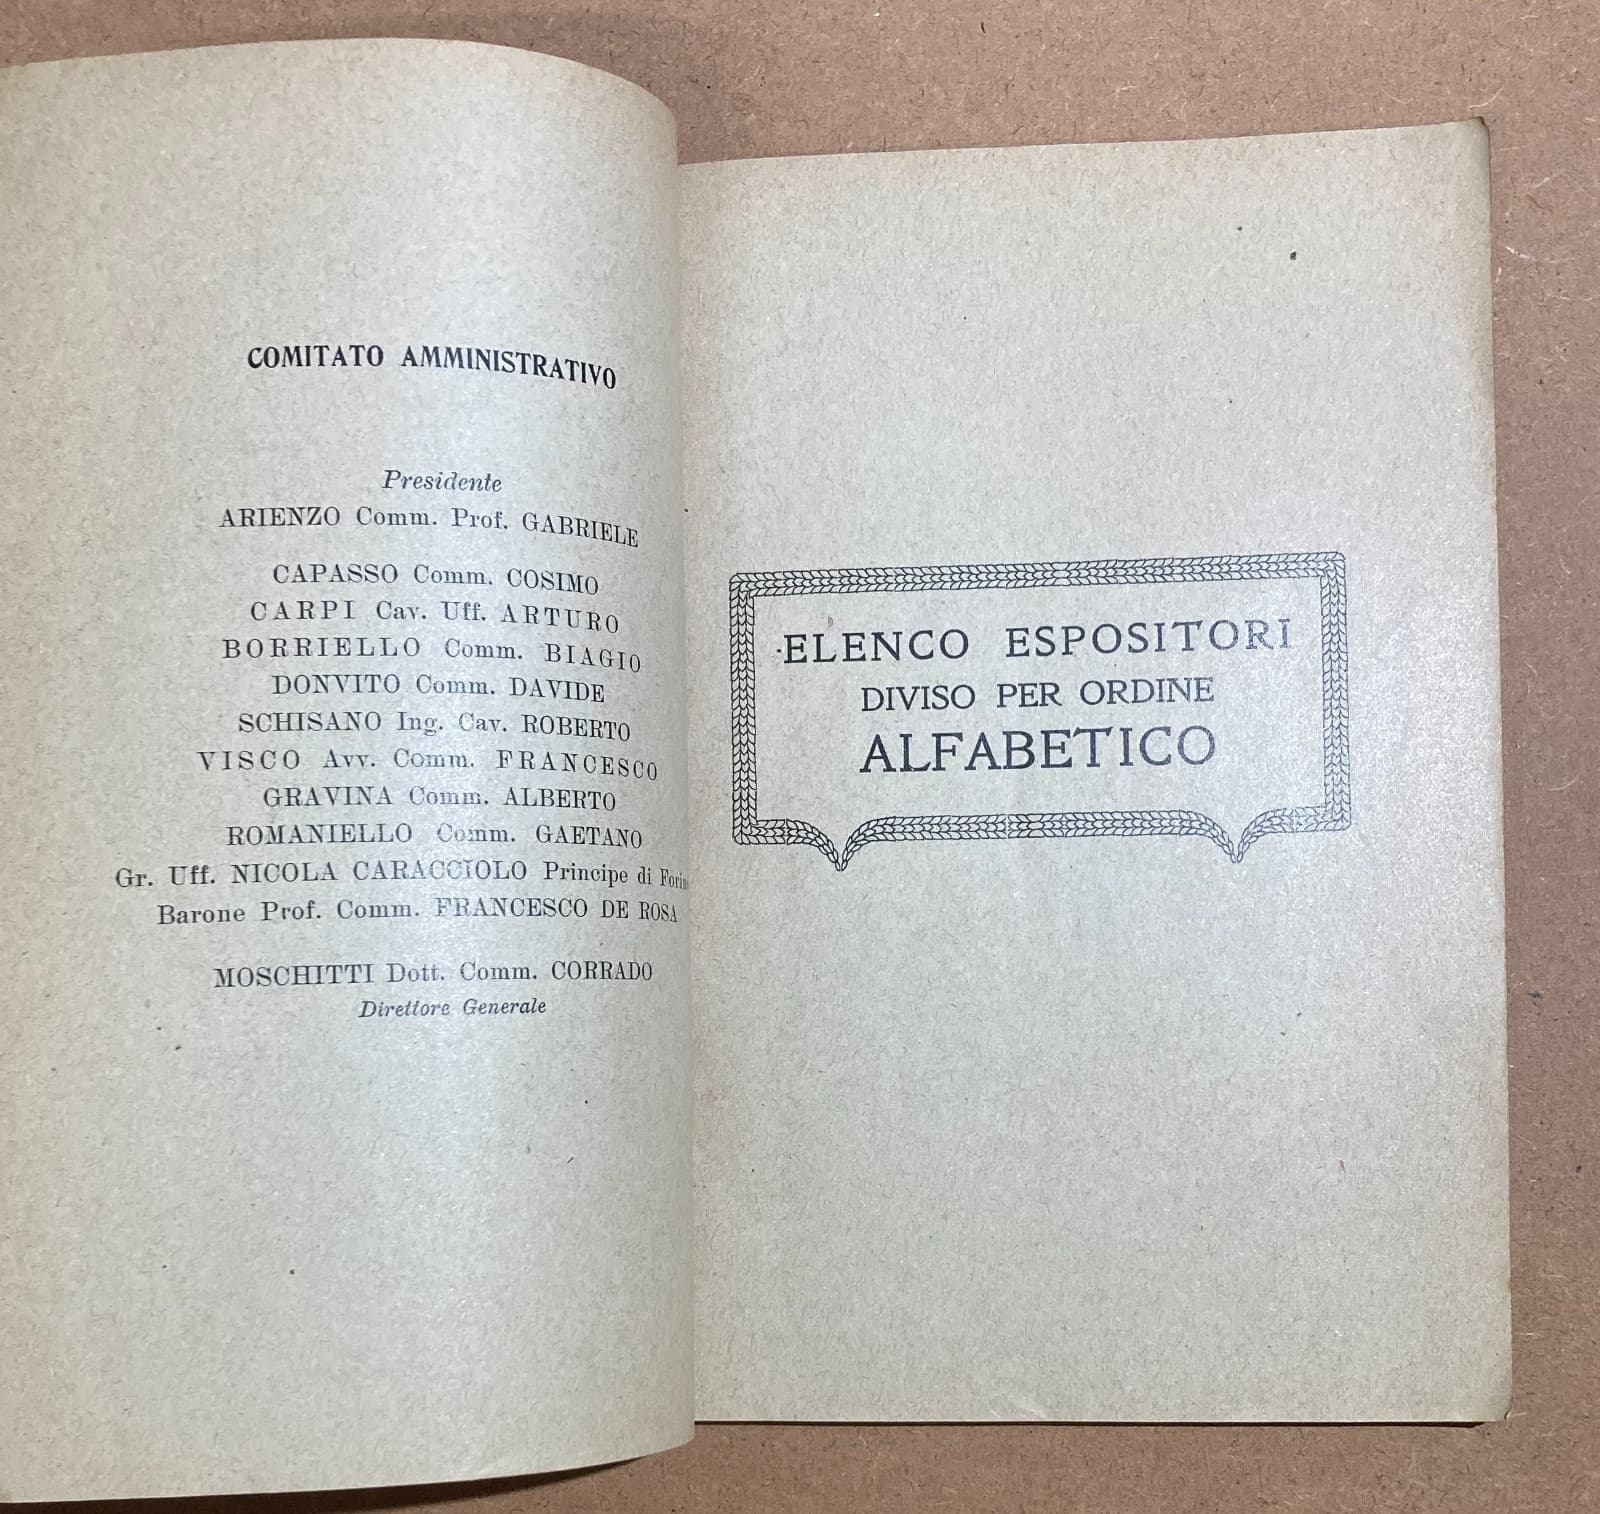 COMITATO AMMINISTRATIVO
Presidente
ARIENZO Comm. Prof. GABRIELE
CAPASSO Comm. COSIMO
CARPI Cav. Uff. ARTURO
BORRIELLO Comm. BIAGIO
DONVITO Comm. DAVIDE
SCHISANO Ing. Cav. ROBERTO
VISCO Avv. Comm. FRANCESCO
GRAVINA Comm. ALBERTO
ROMANIELLO Comm. GAETANO
Gr. Uff. NICOLA CARACCIOLO Principe di
Barone Prof. Comm. FRANCESCO DE ROSA
MOSCHITTI Dott. Comm. CORRADO
Direttore Generale
ELENCO ESPOSITORI
DIVISO PER ORDINE
ALFABETICO